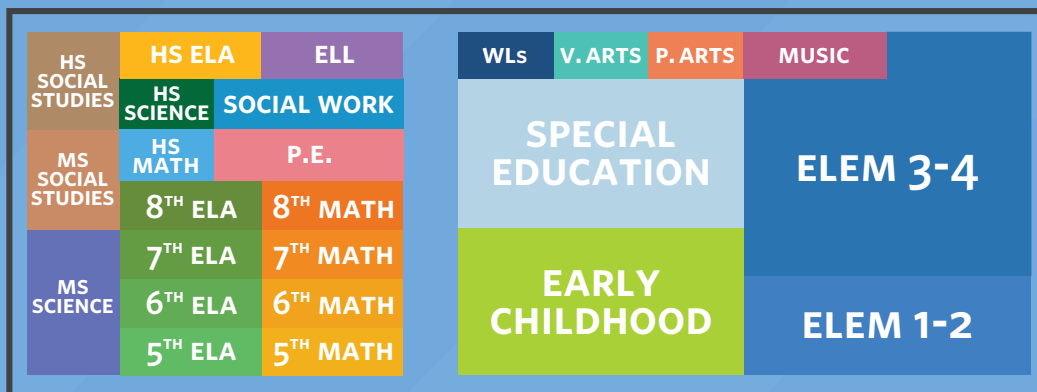 HS
SOCIAL
STUDIES
HS ELA
ELL
HS
SCIENCE
SOCIAL WORK
MS
SOCIAL
STUDIES
HS
MATH
P.E.
8TH ELA
8TH MATH
MS
SCIENCE
7TH ELA
7TH MATH
6TH ELA
6TH MATH
5TH ELA
5TH MATH
WLs
V. ARTS
P. ARTS
MUSIC
SPECIAL
EDUCATION
ELEM 3-4
EARLY
CHILDHOOD
ELEM 1-2